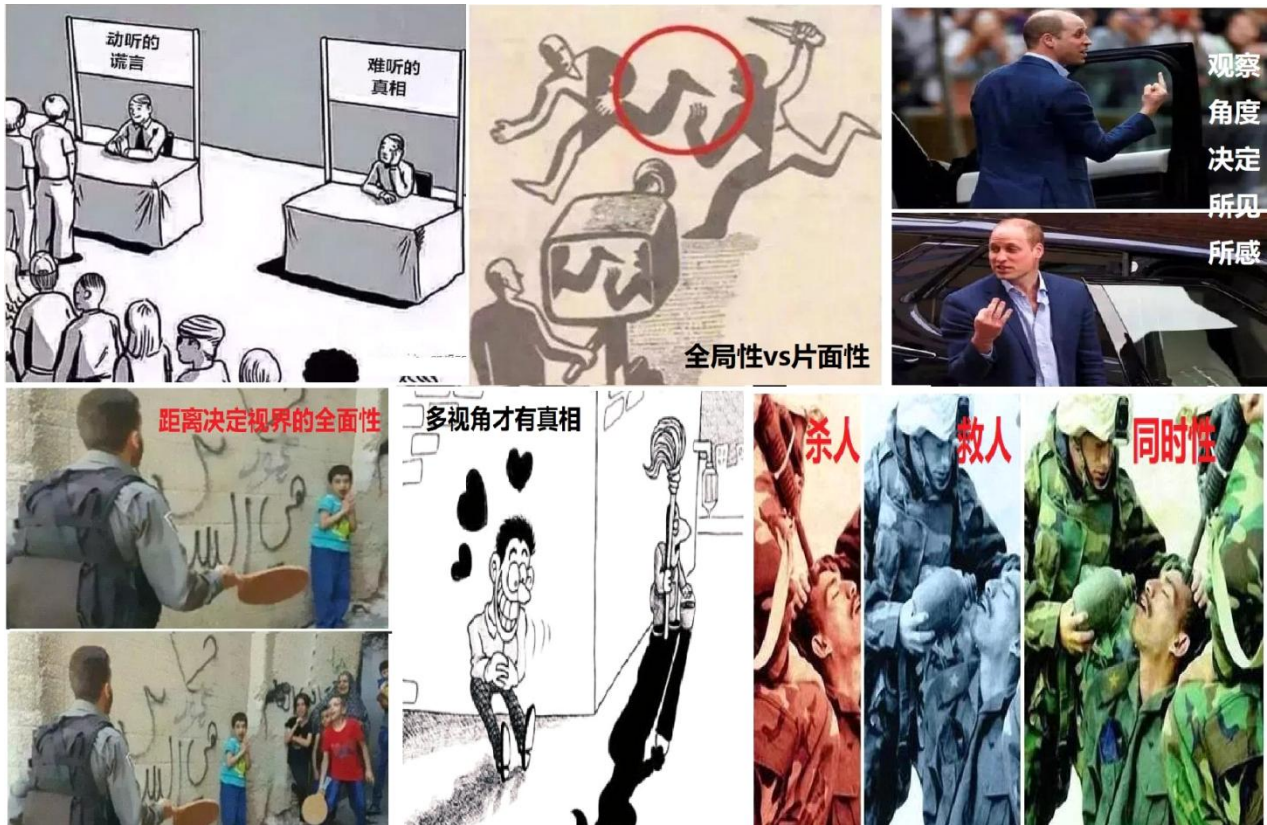 动听的
谎言
难听的
真相
全局性vs片面性
观察
角度
决定
所见
所感
距离决定视界的全面性
多视角才有真相
杀人
救人
同时性